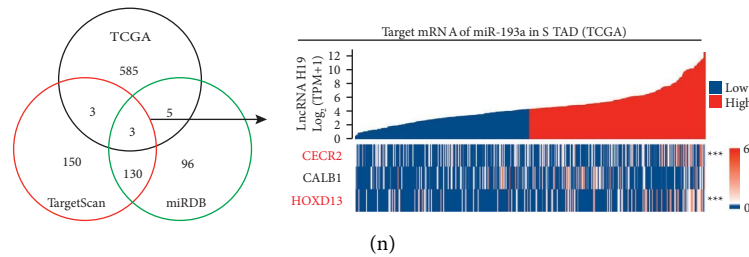 TCGA
585
3
5
3
150
130
96
TargetScan
miRDB
Target mRNA of miR-193a in S TAD (TCGA)
LncRNA H19
Log2 (TPM+1)
12
10
8
6
4
2
0
Low
High
CECR2
CALB1
HOXD13
***
***
6
0
(n)